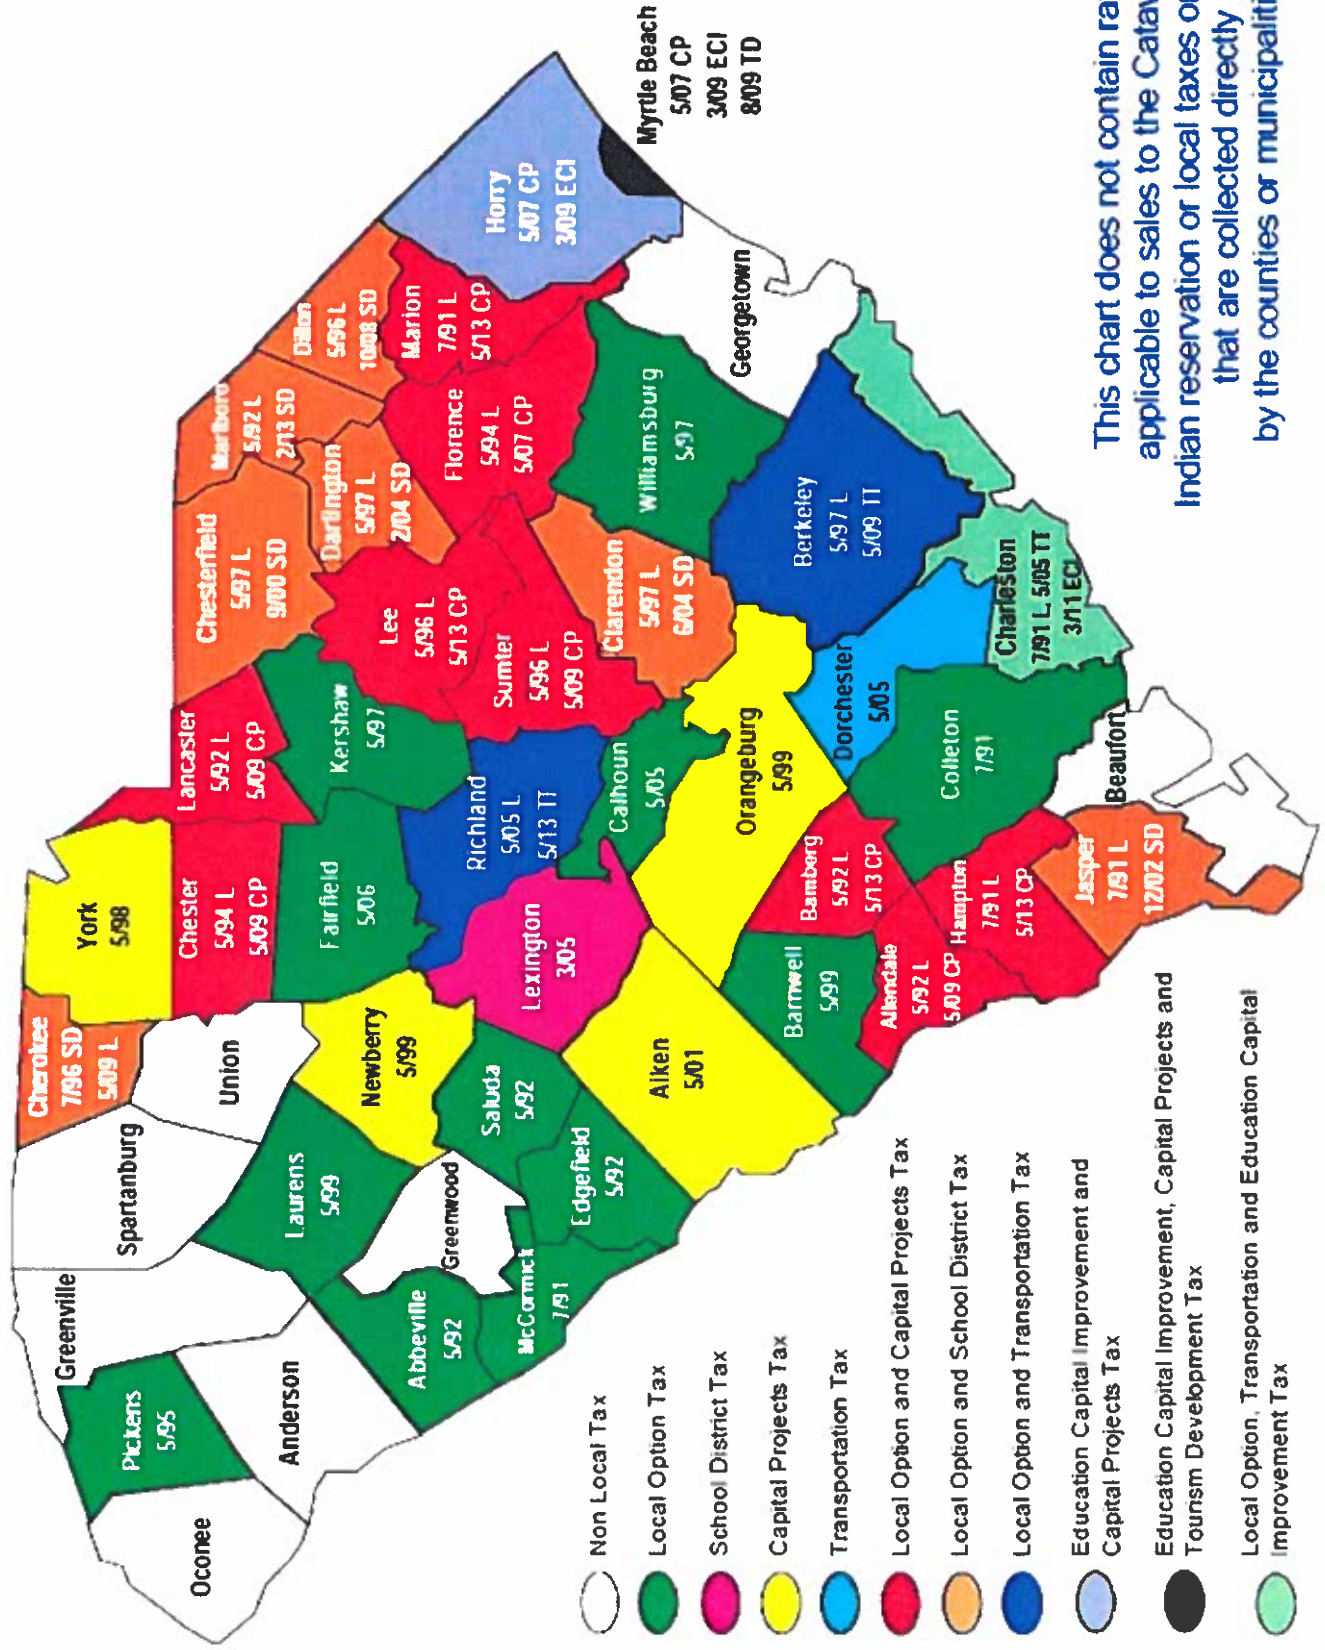 Oconee
Pickens
5/95
Greenville
Anderson
Spartanburg
Cherokee
7/96 SD
5/09 L
York
5/98
Union
Laurens
5/99
Abbeville
5/92
Greenwood
McCormick
7/91
Newberry
5/99
Saluda
5/92
Edgefield
5/92
Chester
5/94 L
5/09 CP
Lancaster
5/92 L
5/09 CP
Fairfield
5/06
Kershaw
5/97
Chesterfield
5/97 L
9/00 SD
Marlboro
5/92 L
2/13 SD
Darlington
5/97 L
2/04 SD
Dillon
5/96 L
10/08 SD
Marion
7/91 L
5/13 CP
Florence
5/94 L
5/07 CP
Lee
5/96 L
5/13 CP
Sumter
5/96 L
5/09 CP
Richland
5/05 L
5/13 TT
Lexington
3/05
Calhoun
5/05
Aiken
5/01
Orangeburg
5/99
Clarendon
5/97 L
6/04 SD
Williamsburg
5/97
Horry
5/07 CP
3/09 ECI
Myrtle Beach
5/07 CP
3/09 ECI
8/09 TD
Georgetown
Berkeley
5/97 L
5/09 TT
Dorchester
5/05
Charleston
7/91 L, 5/05 TT
3/11 ECI
Colleton
7/91
Bamberg
5/92 L
5/13 CP
Barnwell
5/99
Allendale
5/92 L
5/09 CP
Hampton
7/91 L
5/13 CP
Jasper
7/91 L
12/02 SD
Beaufort
Non Local Tax
Local Option Tax
School District Tax
Capital Projects Tax
Transportation Tax
Local Option and Capital Projects Tax
Local Option and School District Tax
Local Option and Transportation Tax
Education Capital Improvement and
Capital Projects Tax
Education Capital Improvement, Capital Projects and
Tourism Development Tax
Local Option, Transportation and Education Capital
Improvement Tax
This chart does not contain ra
applicable to sales to the Cataw
Indian reservation or local taxes o
that are collected directly
by the counties or municipaliti